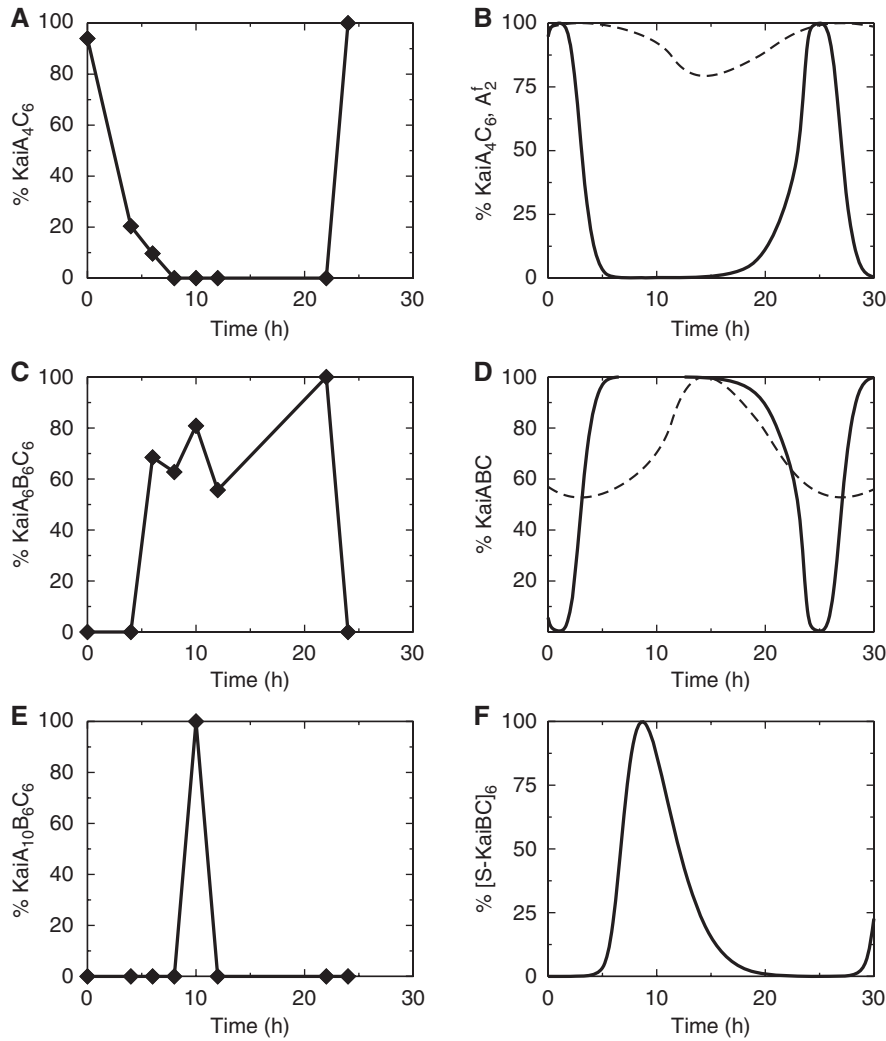 A
% KaiA₄C₆
100
80
60
40
20
0
0 10 20 30
Time (h)
B
% KaiA₄C₆, A₂ᶠ
100
75
50
25
0
0 10 20 30
Time (h)
C
% KaiA₆B₆C₆
100
80
60
40
20
0
0 10 20 30
Time (h)
D
% KaiABC
100
80
60
40
20
0 10 20 30
Time (h)
E
% KaiA₁₀B₆C₆
100
80
60
40
20
0
0 10 20 30
Time (h)
F
% [S-KaiBC]₆
100
75
50
25
0
0 10 20 30
Time (h)